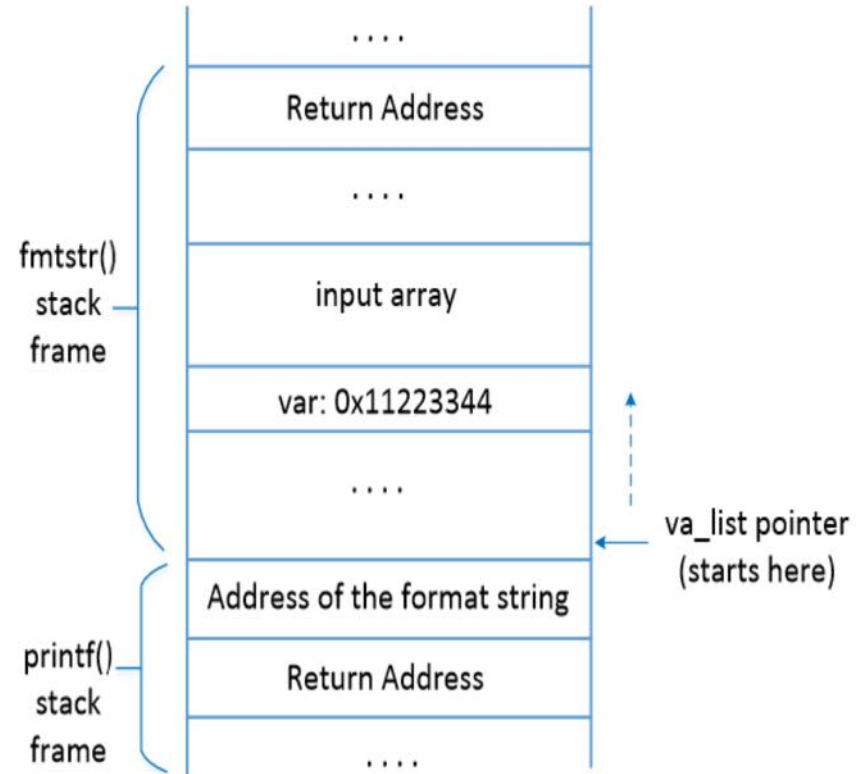 . . . .
Return Address
. . . .
fmtstr()
stack
frame
input array
var: 0x11223344
. . . .
va_list pointer
(starts here)
Address of the format string
printf()
stack
frame
Return Address
. . . .